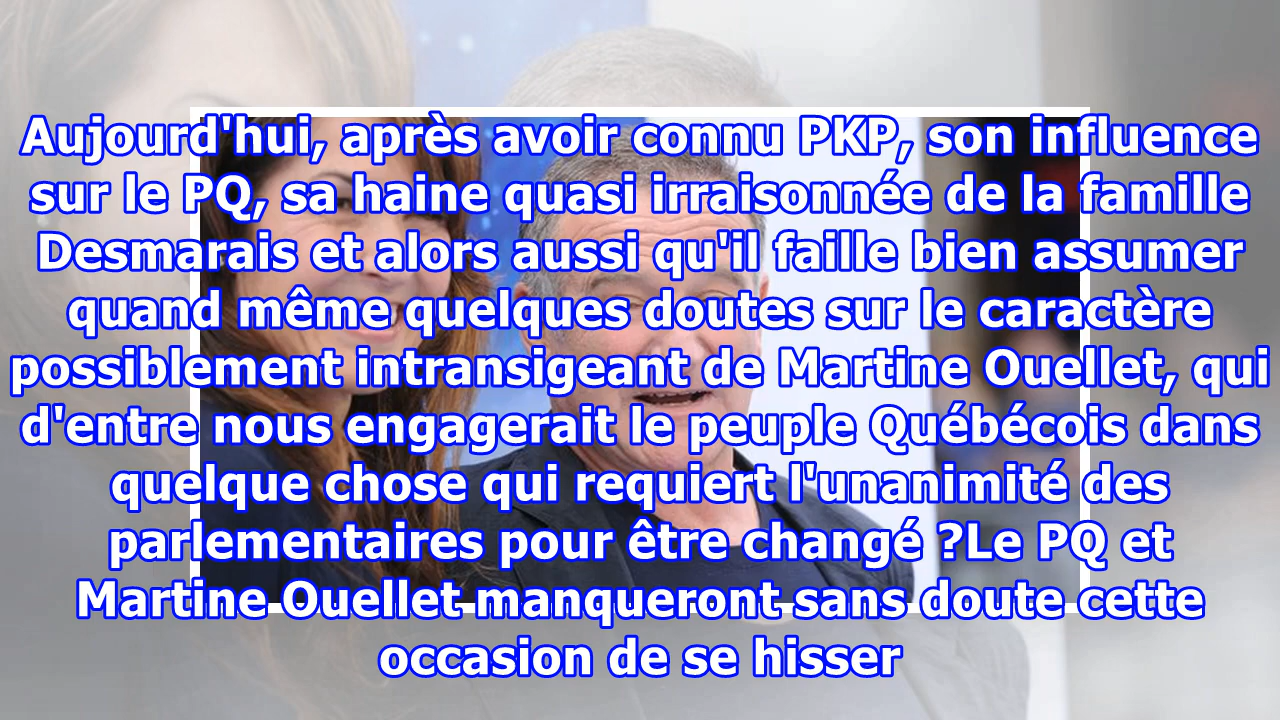 Aujourd'hui, après avoir connu PKP, son influence
sur le PQ, sa haine quasi irraisonnée de la famille
Desmarais et alors aussi qu'il faille bien assumer
quand même quelques doutes sur le caractère
possiblement intransigeant de Martine Ouellet, qui
d'entre nous engagerait le peuple Québécois dans
quelque chose qui requiert l'unanimité des
parlementaires pour être changé ?Le PQ et
Martine Ouellet manqueront sans doute cette
occasion de se hisser